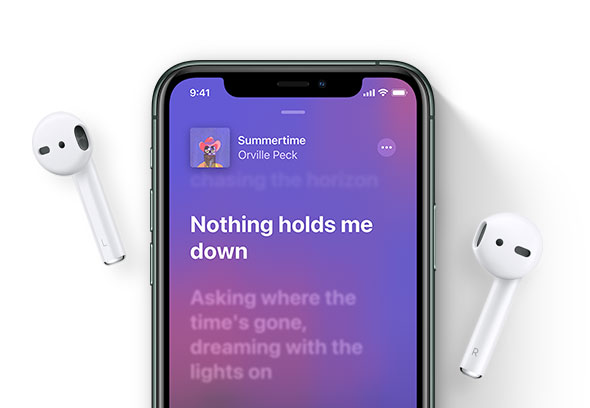 9:41
Summertime
Orville Peck
chasing the horizon
Nothing holds me
down
Asking where the
time's gone,
dreaming with the
lights on
L
R